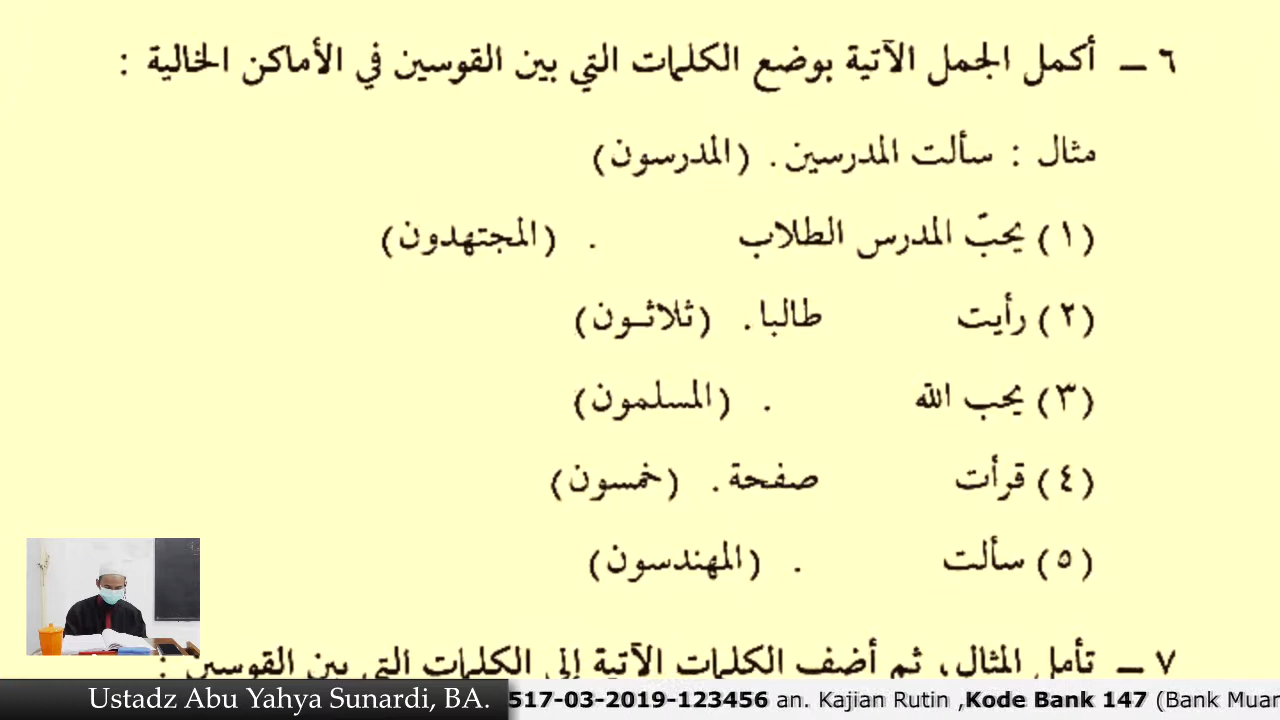 ٦ ــ أكمل الجمل الآتية بوضع الكلمات التي بين القوسين في الأماكن الخالية :
مثال : سألت المدرسين . (المدرسون)
(١) يحبّ المدرس الطلاب . (المجتهدون)
(٢) رأيت طالبا . (ثلاثـون)
(٣) يحب الله . (المسلمون)
(٤) قرأت صفحة . (خمسون)
(٥) سألت . (المهندسون)
٧ ــ تأمل المثال، ثم أضف الكلمات الآتية إلى الكلمات التي بين القوسين :
Ustadz Abu Yahya Sunardi, BA.
517-03-2019-123456 an. Kajian Rutin ,Kode Bank 147 (Bank Muar